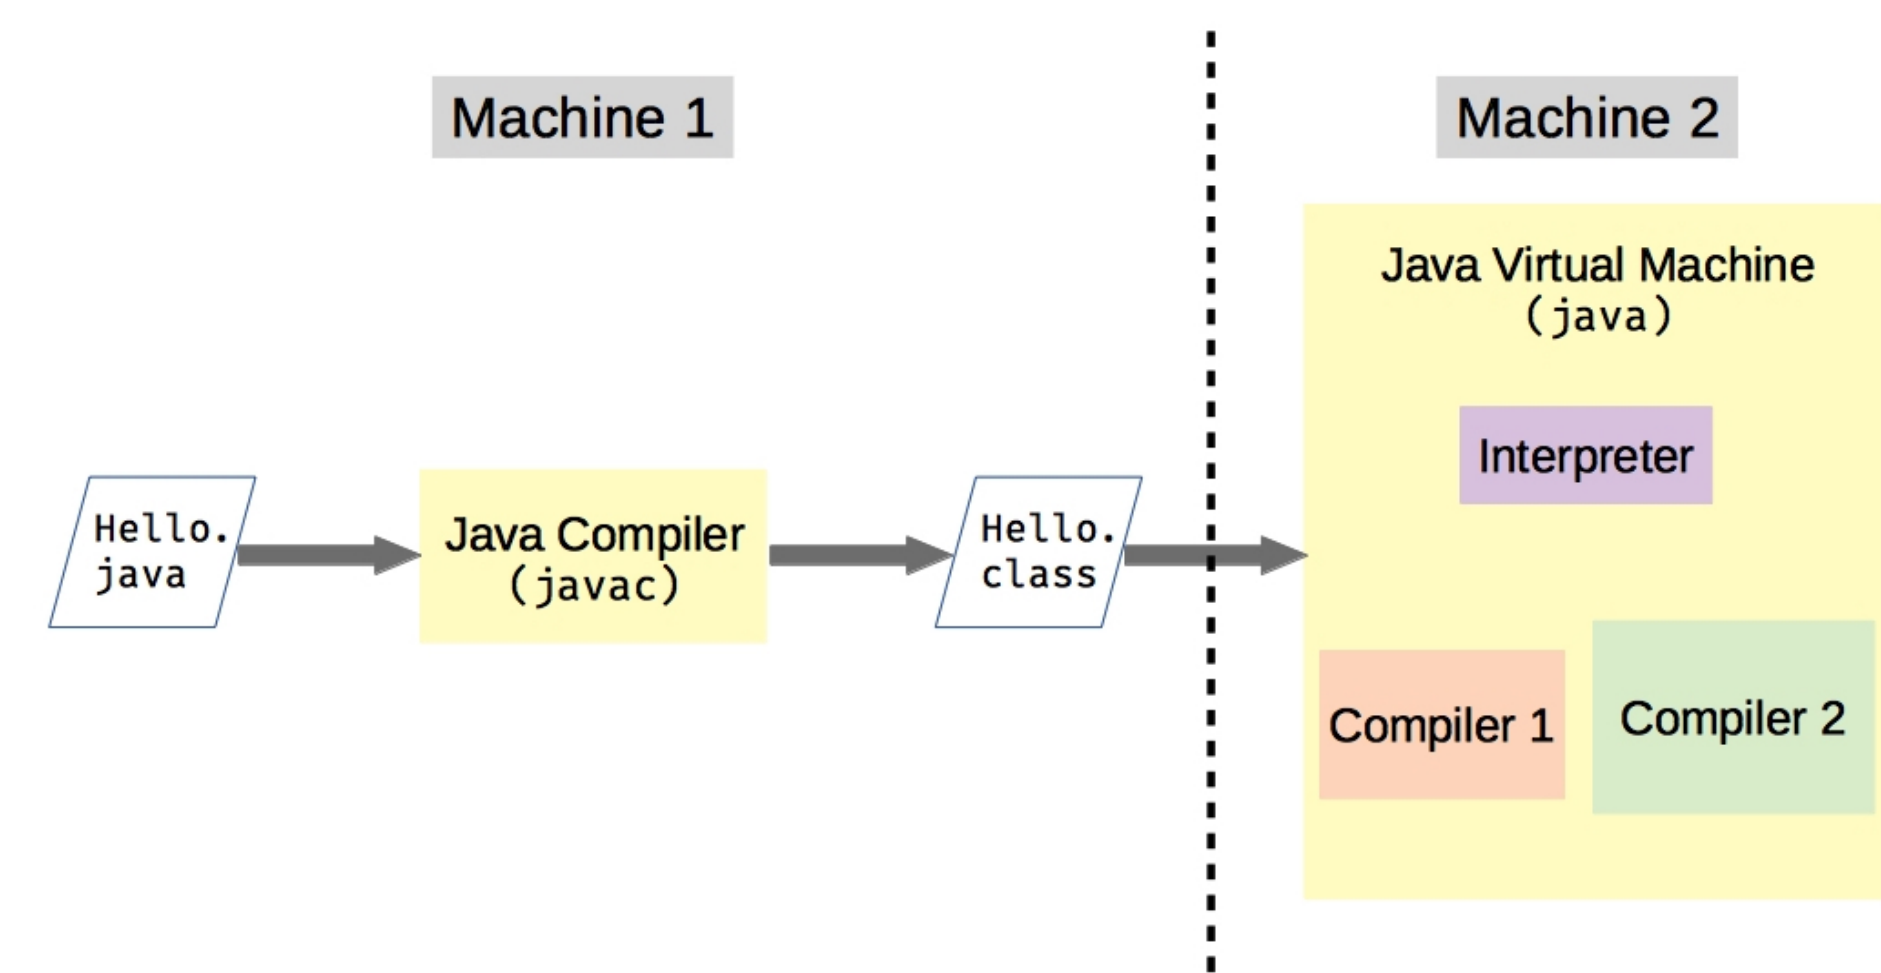 Machine 1
Machine 2
Java Virtual Machine
(java)
Interpreter
Hello.
java
Java Compiler
(javac)
Hello.
class
Compiler 1
Compiler 2